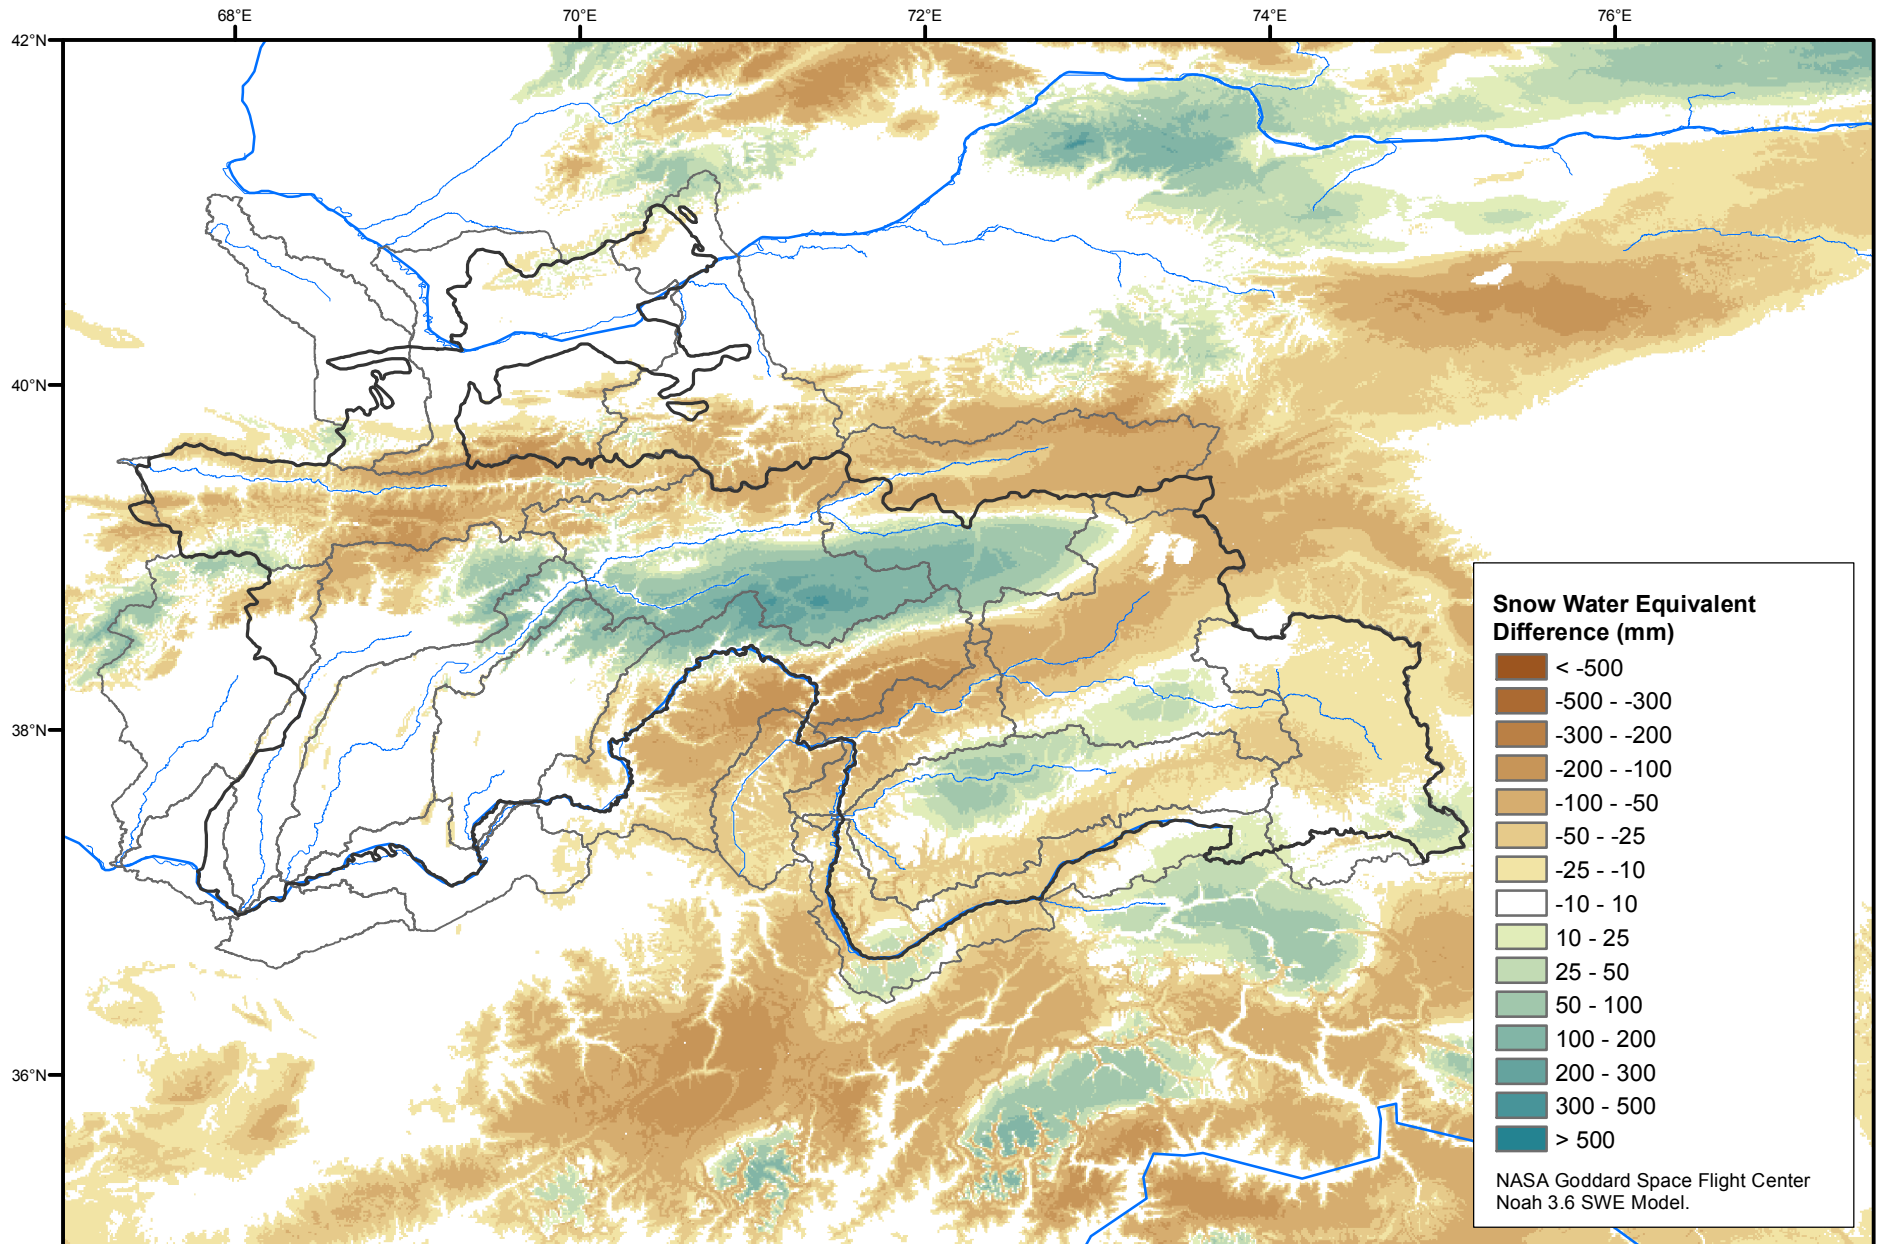 68°E 70°E 72°E 74°E 76°E
42°N
40°N
38°N
36°N
Snow Water Equivalent
Difference (mm)
< -500
-500 - -300
-300 - -200
-200 - -100
-100 - -50
-50 - -25
-25 - -10
-10 - 10
10 - 25
25 - 50
50 - 100
100 - 200
200 - 300
300 - 500
> 500
NASA Goddard Space Flight Center
Noah 3.6 SWE Model.